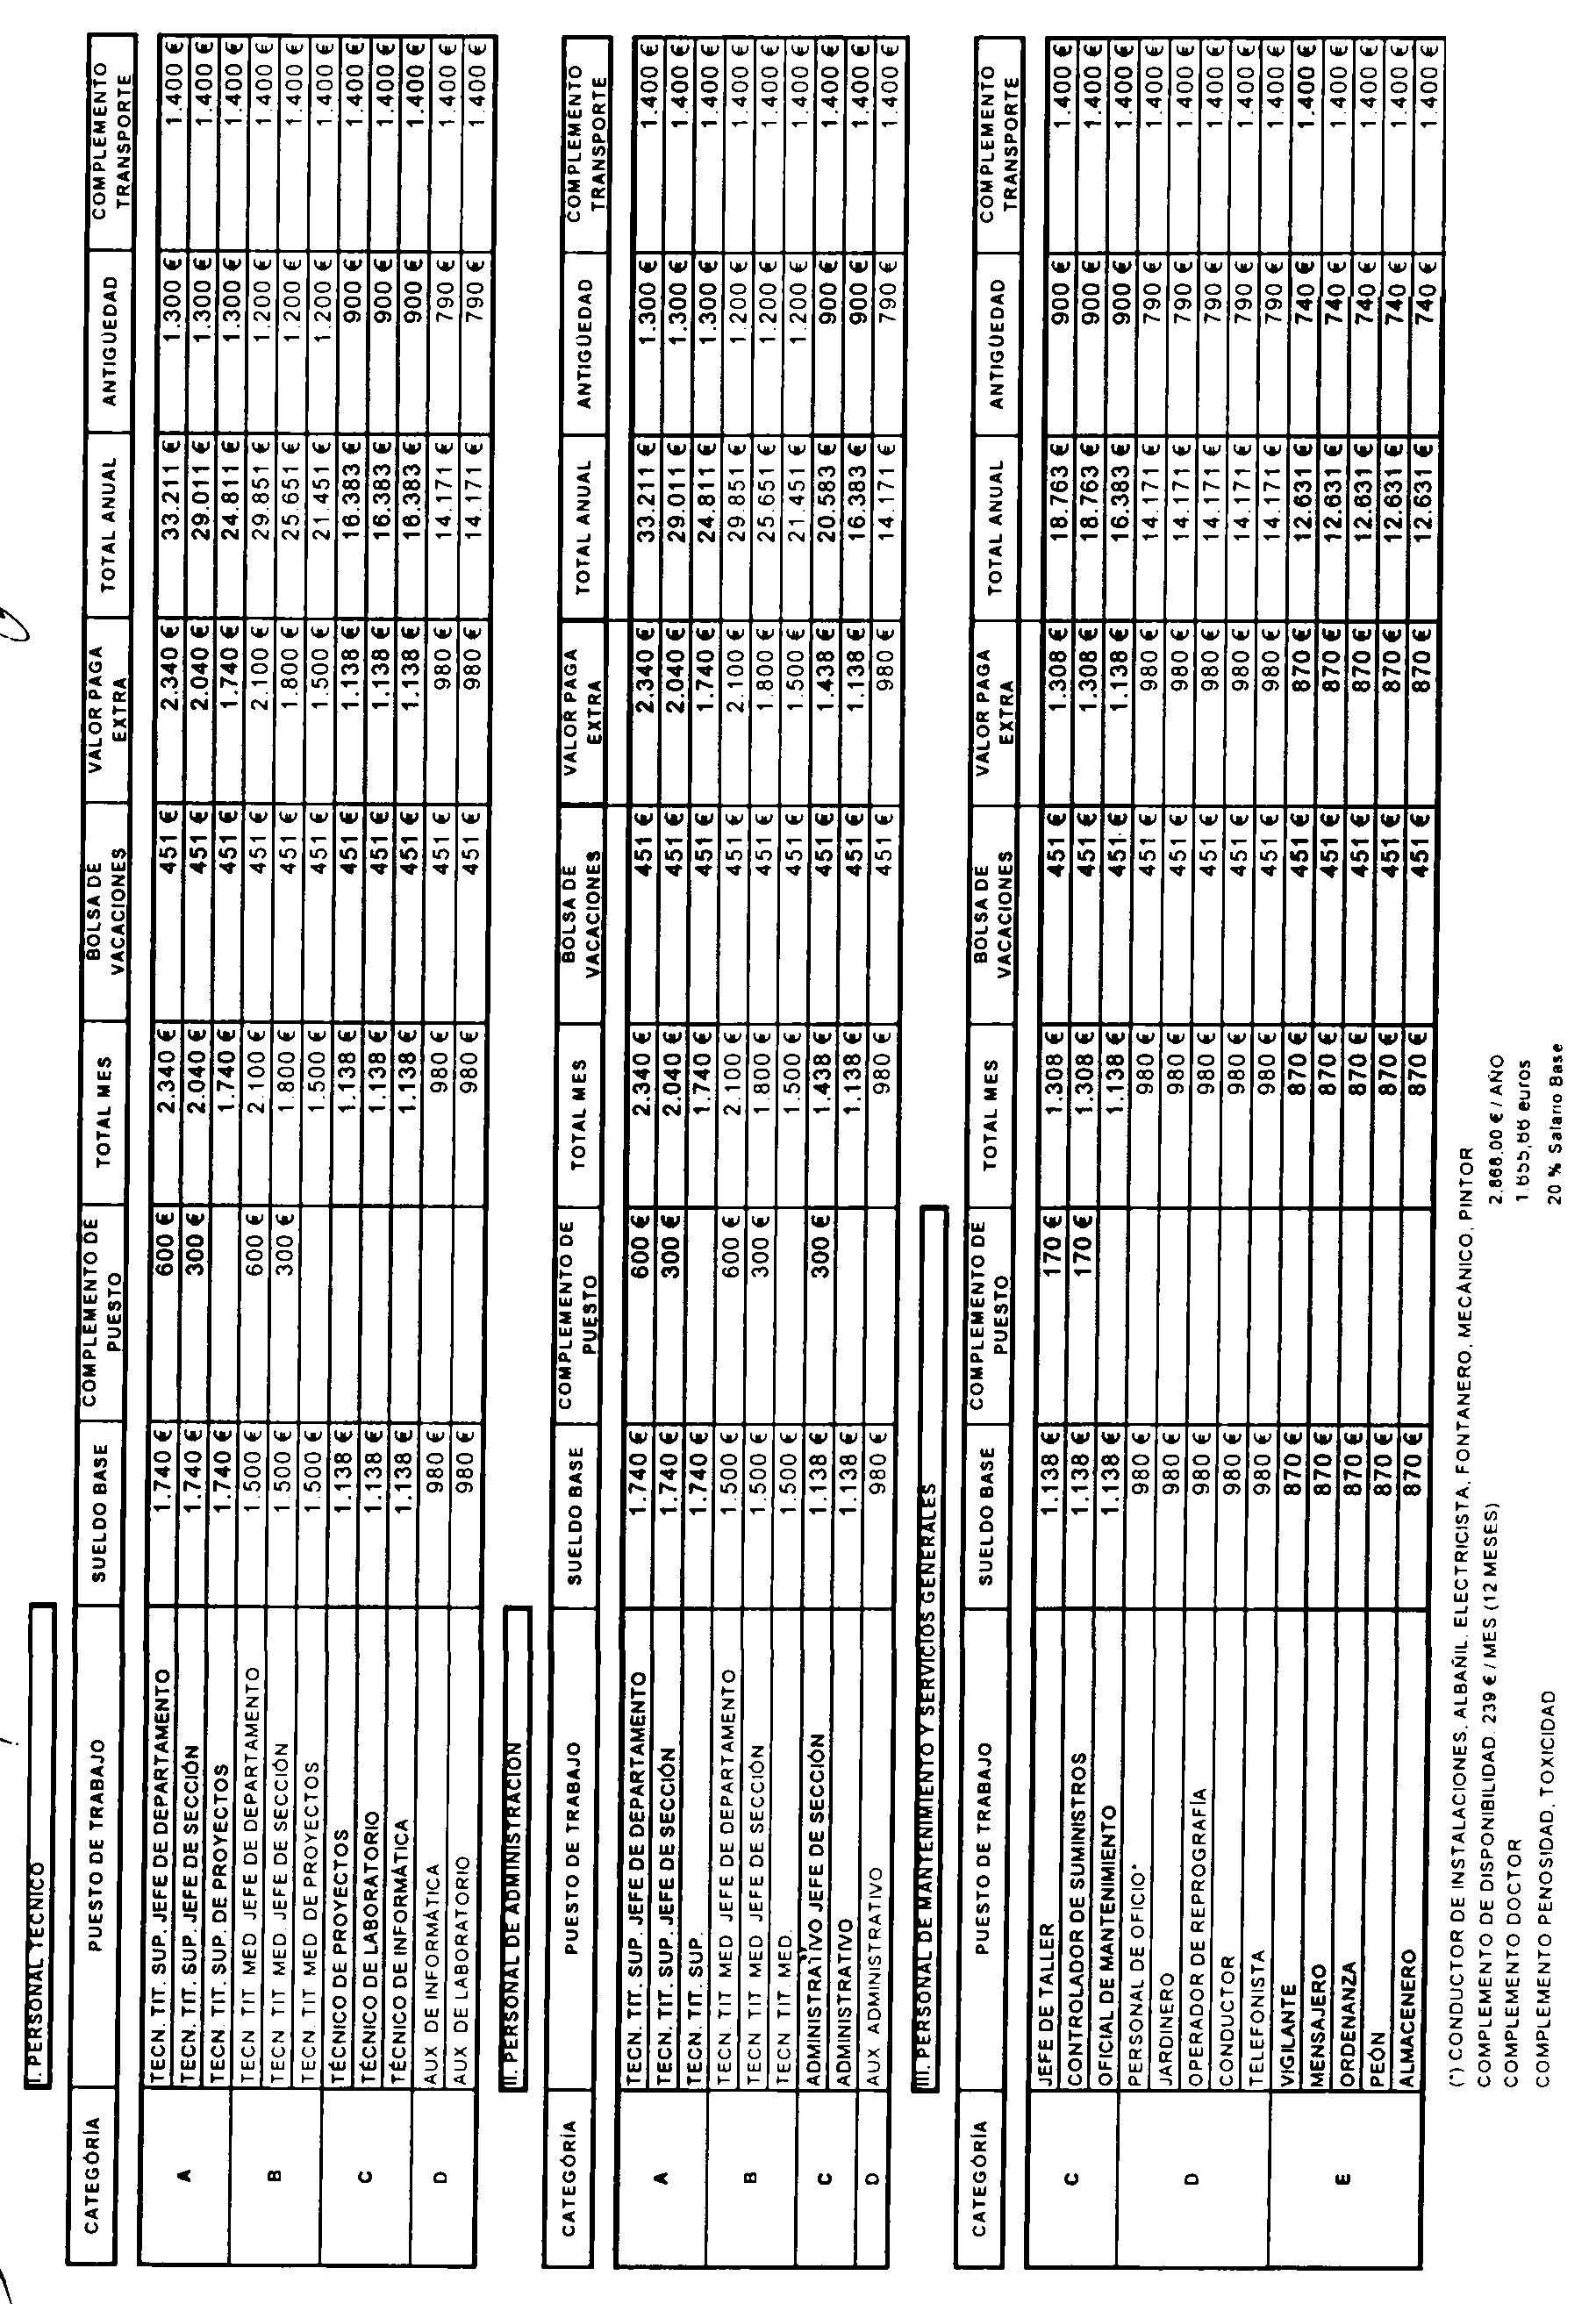 I. PERSONAL TECNICO
CATEGÓRÍA PUESTO DE TRABAJO SUELDO BASE COMPLEMENTO DE PUESTO TOTAL MES BOLSA DE VACACIONES VALOR PAGA EXTRA TOTAL ANUAL ANTIGÜEDAD COMPLEMENTO TRANSPORTE
A TECN. TIT. SUP. JEFE DE DEPARTAMENTO 1.740 € 600 € 2.340 € 451 € 2.340 € 33.211 € 1.300 € 1.400 €
TECN. TIT. SUP. JEFE DE SECCIÓN 1.740 € 300 € 2.040 € 451 € 2.040 € 29.011 € 1.300 € 1.400 €
TECN. TIT. SUP. DE PROYECTOS 1.740 € 1.740 € 451 € 1.740 € 24.811 € 1.300 € 1.400 €
B TECN. TIT MED JEFE DE DEPARTAMENTO 1.500 € 600 € 2.100 € 451 € 2.100 € 29.851 € 1.200 € 1.400 €
TECN TIT MED. JEFE DE SECCIÓN 1.500 € 300 € 1.800 € 451 € 1.800 € 25.651 € 1.200 € 1.400 €
TECN. TIT MED DE PROYECTOS 1.500 € 1.500 € 451 € 1.500 € 21.451 € 1.200 € 1.400 €
C TÉCNICO DE PROYECTOS 1.138 € 1.138 € 451 € 1.138 € 16.383 € 900 € 1.400 €
TÉCNICO DE LABORATORIO 1.138 € 1.138 € 451 € 1.138 € 16.383 € 900 € 1.400 €
TÉCNICO DE INFORMÁTICA 1.138 € 1.138 € 451 € 1.138 € 16.383 € 900 € 1.400 €
D AUX DE INFORMÁTICA 980 € 980 € 451 € 980 € 14.171 € 790 € 1.400 €
AUX DE LABORATORIO 980 € 980 € 451 € 980 € 14.171 € 790 € 1.400 €
II. PERSONAL DE ADMINISTRACION
CATEGÓRÍA PUESTO DE TRABAJO SUELDO BASE COMPLEMENTO DE PUESTO TOTAL MES BOLSA DE VACACIONES VALOR PAGA EXTRA TOTAL ANUAL ANTIGÜEDAD COMPLEMENTO TRANSPORTE
A TECN. TIT. SUP. JEFE DE DEPARTAMENTO 1.740 € 600 € 2.340 € 451 € 2.340 € 33.211 € 1.300 € 1.400 €
TECN. TIT. SUP. JEFE DE SECCIÓN 1.740 € 300 € 2.040 € 451 € 2.040 € 29.011 € 1.300 € 1.400 €
TECN. TIT. SUP. 1.740 € 1.740 € 451 € 1.740 € 24.811 € 1.300 € 1.400 €
B TECN TIT MED JEFE DE DEPARTAMENTO 1.500 € 600 € 2.100 € 451 € 2.100 € 29.851 € 1.200 € 1.400 €
TECN TIT MED JEFE DE SECCIÓN 1.500 € 300 € 1.800 € 451 € 1.800 € 25.651 € 1.200 € 1.400 €
TECN TIT. MED. 1.500 € 1.500 € 451 € 1.500 € 21.451 € 1.200 € 1.400 €
C ADMINISTRATIVO JEFE DE SECCIÓN 1.138 € 300 € 1.438 € 451 € 1.438 € 20.583 € 900 € 1.400 €
ADMINISTRATIVO 1.138 € 1.138 € 451 € 1.138 € 16.383 € 900 € 1.400 €
D AUX ADMINISTRATIVO 980 € 980 € 451 € 980 € 14.171 € 790 € 1.400 €
III. PERSONAL DE MANTENIMIENTO Y SERVICIOS GENERALES
CATEGÓRÍA PUESTO DE TRABAJO SUELDO BASE COMPLEMENTO DE PUESTO TOTAL MES BOLSA DE VACACIONES VALOR PAGA EXTRA TOTAL ANUAL ANTIGÜEDAD COMPLEMENTO TRANSPORTE
C JEFE DE TALLER 1.138 € 170 € 1.308 € 451 € 1.308 € 18.763 € 900 € 1.400 €
CONTROLADOR DE SUMINISTROS 1.138 € 170 € 1.308 € 451 € 1.308 € 18.763 € 900 € 1.400 €
OFICIAL DE MANTENIMIENTO 1.138 € 1.138 € 451 € 1.138 € 16.383 € 900 € 1.400 €
D PERSONAL DE OFICIO* 980 € 980 € 451 € 980 € 14.171 € 790 € 1.400 €
JARDINERO 980 € 980 € 451 € 980 € 14.171 € 790 € 1.400 €
OPERADOR DE REPROGRAFÍA 980 € 980 € 451 € 980 € 14.171 € 790 € 1.400 €
CONDUCTOR 980 € 980 € 451 € 980 € 14.171 € 790 € 1.400 €
TELEFONISTA 980 € 980 € 451 € 980 € 14.171 € 790 € 1.400 €
E VIGILANTE 870 € 870 € 451 € 870 € 12.631 € 740 € 1.400 €
MENSAJERO 870 € 870 € 451 € 870 € 12.631 € 740 € 1.400 €
ORDENANZA 870 € 870 € 451 € 870 € 12.631 € 740 € 1.400 €
PEÓN 870 € 870 € 451 € 870 € 12.631 € 740 € 1.400 €
ALMACENERO 870 € 870 € 451 € 870 € 12.631 € 740 € 1.400 €
(*) CONDUCTOR DE INSTALACIONES, ALBAÑIL. ELECTRICISTA, FONTANERO, MECÁNICO, PINTOR
COMPLEMENTO DE DISPONIBILIDAD. 239 € / MES (12 MESES) 2.868,00 € / AÑO
COMPLEMENTO DOCTOR 1.655,66 euros
COMPLEMENTO PENOSIDAD, TOXICIDAD 20 % Salario Base